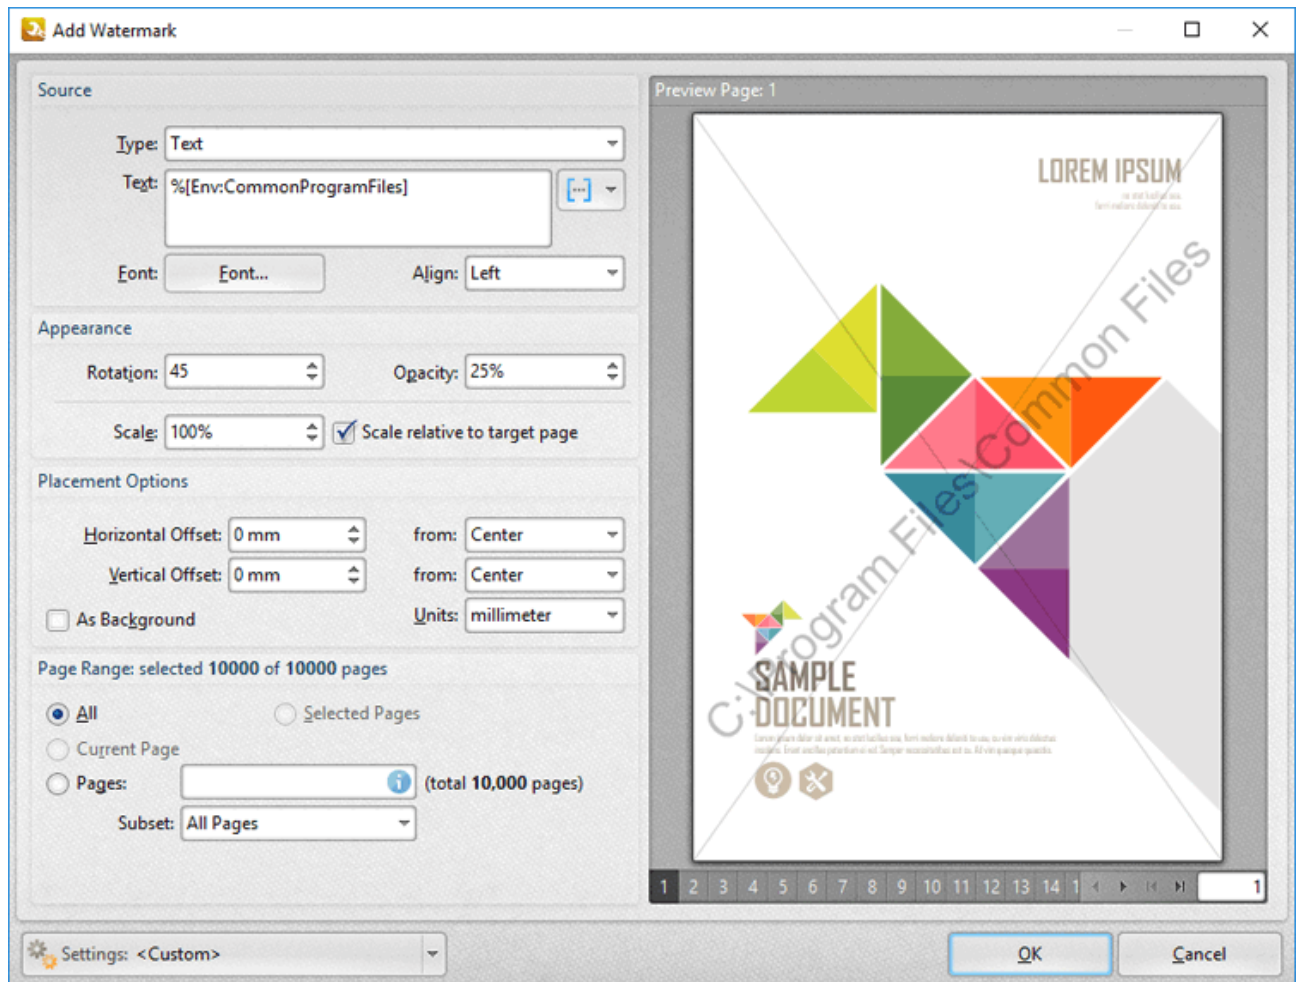 Add Watermark
Source
Type: Text
Text: %[Env:CommonProgramFiles]
Font: Font... Align: Left
Appearance
Rotation: 45 Opacity: 25%
Scale: 100% Scale relative to target page
Placement Options
Horizontal Offset: 0 mm from: Center
Vertical Offset: 0 mm from: Center
As Background Units: millimeter
Page Range: selected 10000 of 10000 pages
All Selected Pages
Current Page
Pages: (total 10,000 pages)
Subset: All Pages
Preview Page: 1
LOREM IPSUM
C:\Program Files\Common Files
SAMPLE
DOCUMENT
1 2 3 4 5 6 7 8 9 10 11 12 13 14 1 1
Settings: <Custom>
OK Cancel